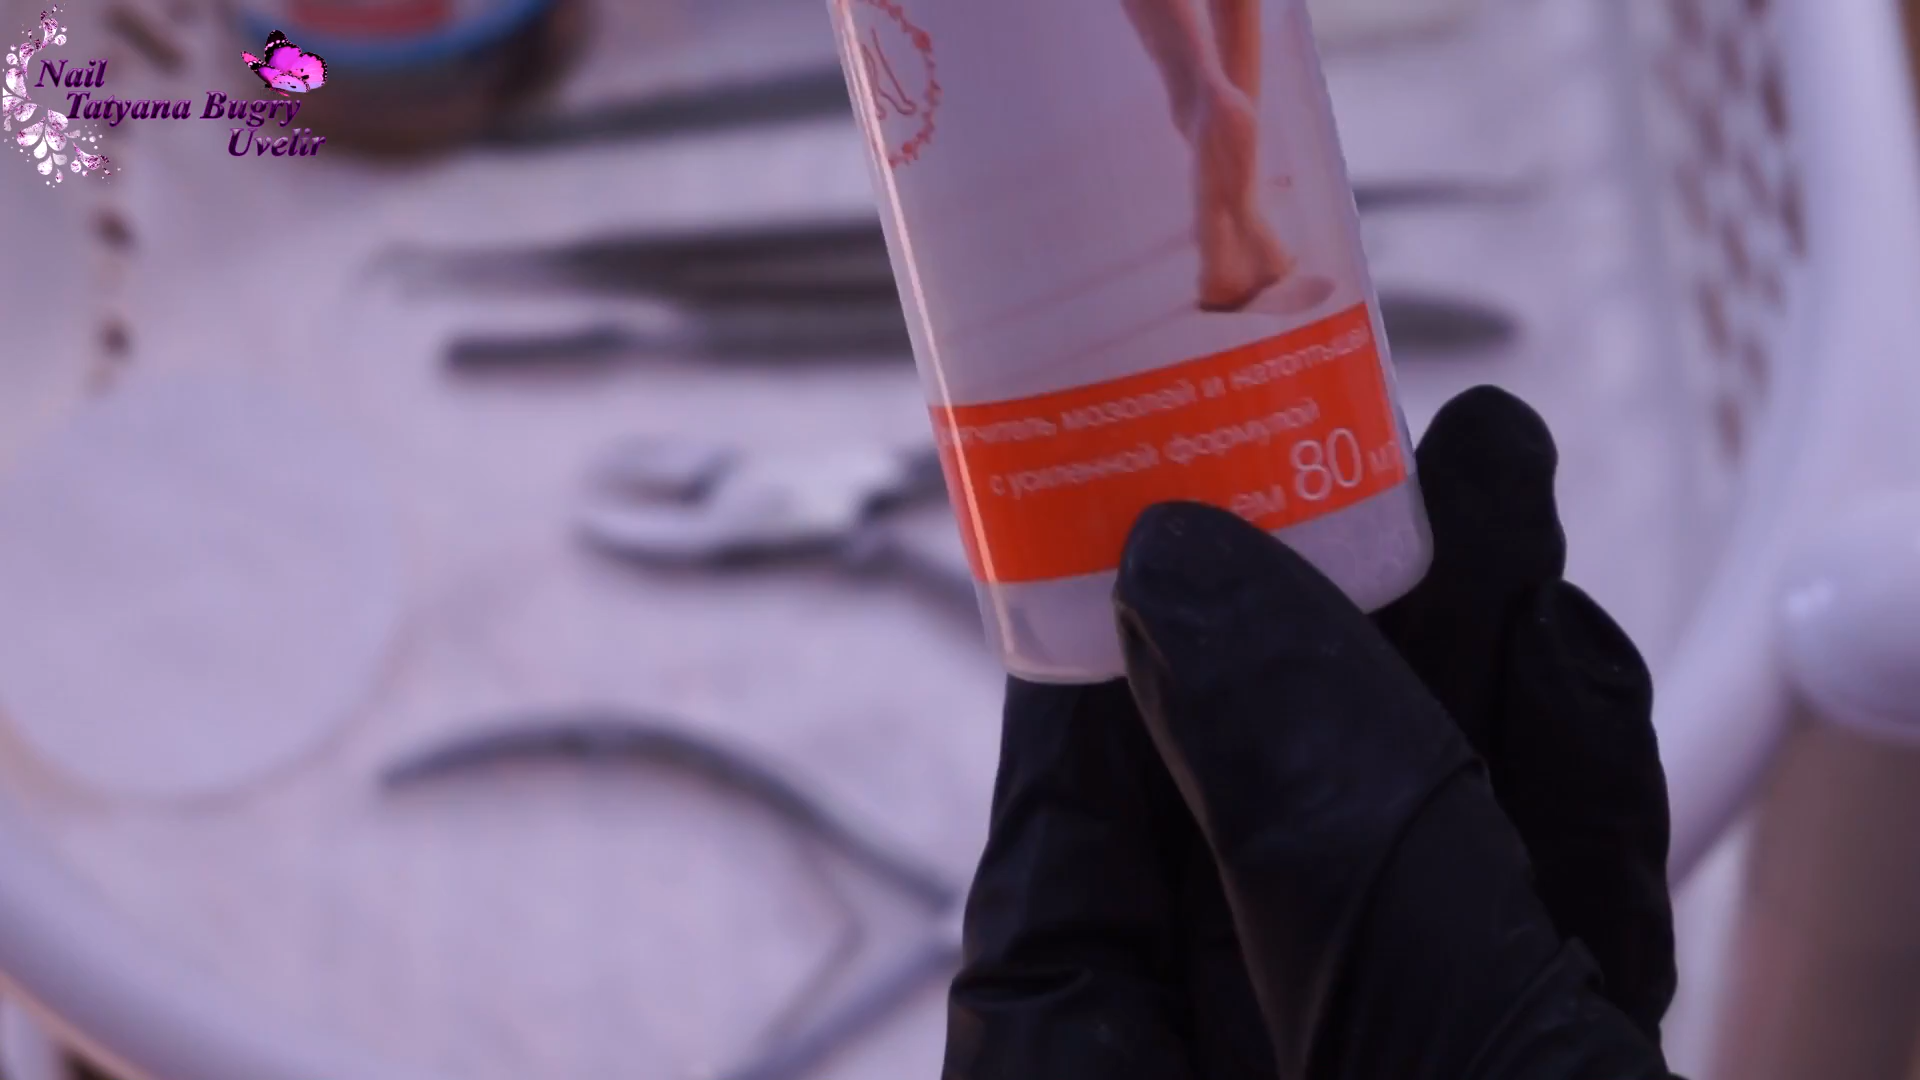 Nail
Tatyana Bugry
Uvelir
мозолей и натоптышей
с усиленной формулой
80 мл